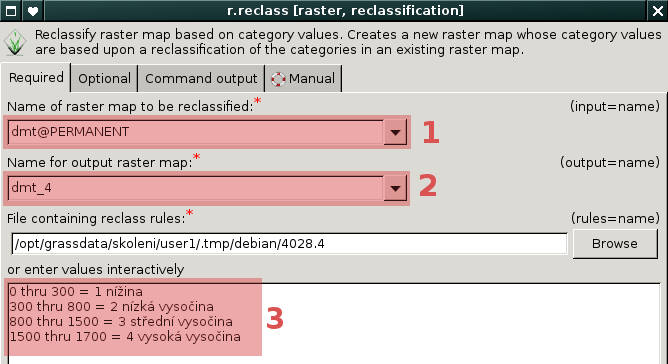 r.reclass [raster, reclassification]
Reclassify raster map based on category values. Creates a new raster map whose category values
are based upon a reclassification of the categories in an existing raster map.
Required Optional Command output Manual
Name of raster map to be reclassified:* (input=name)
dmt@PERMANENT 1
Name for output raster map:* (output=name)
dmt_4 2
File containing reclass rules:* (rules=name)
/opt/grassdata/skoleni/user1/.tmp/debian/4028.4 Browse
or enter values interactively
0 thru 300 = 1 nížina
300 thru 800 = 2 nízká vysočina
800 thru 1500 = 3 střední vysočina 3
1500 thru 1700 = 4 vysoká vysočina